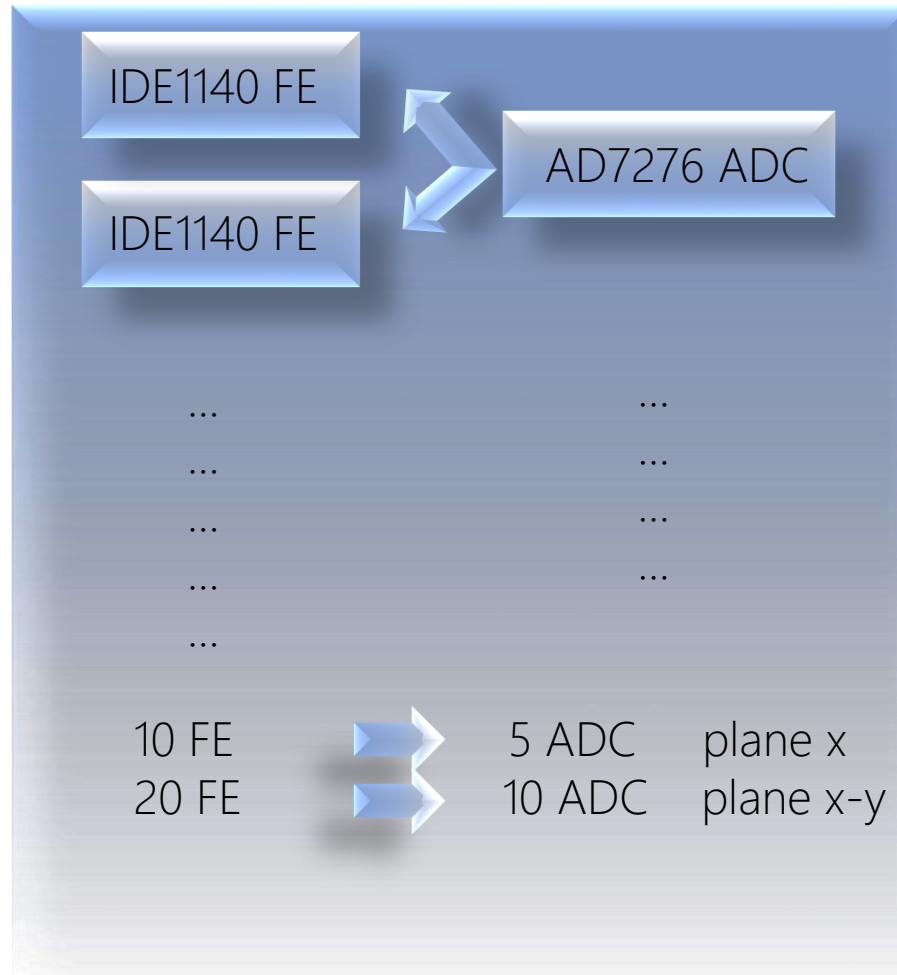 IDE1140 FE
AD7276 ADC
IDE1140 FE
... ...
... ...
... ...
... ...
...
10 FE 5 ADC plane x
20 FE 10 ADC plane x-y